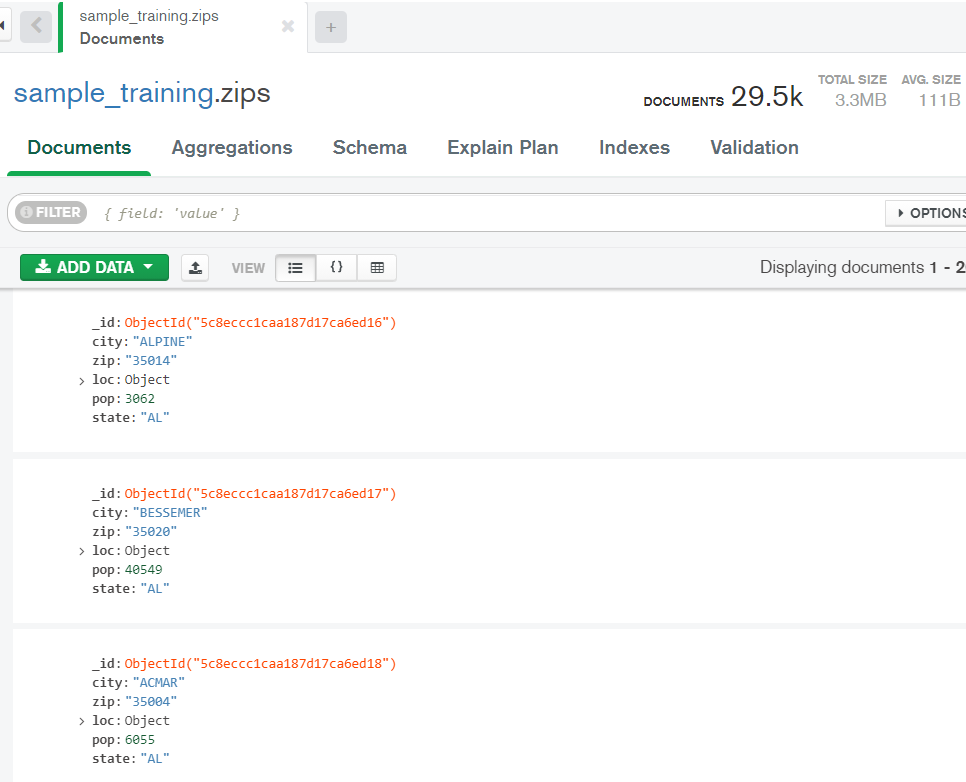 sample_training.zips
Documents
sample_training.zips
DOCUMENTS 29.5k
TOTAL SIZE
3.3MB
AVG. SIZE
111B
Documents Aggregations Schema Explain Plan Indexes Validation
FILTER { field: 'value' } OPTIONS
ADD DATA VIEW {} Displaying documents 1 - 2
_id: ObjectId("5c8eccc1caa187d17ca6ed16")
city: "ALPINE"
zip: "35014"
> loc: Object
pop: 3062
state: "AL"
_id: ObjectId("5c8eccc1caa187d17ca6ed17")
city: "BESSEMER"
zip: "35020"
> loc: Object
pop: 40549
state: "AL"
_id: ObjectId("5c8eccc1caa187d17ca6ed18")
city: "ACMAR"
zip: "35004"
> loc: Object
pop: 6055
state: "AL"